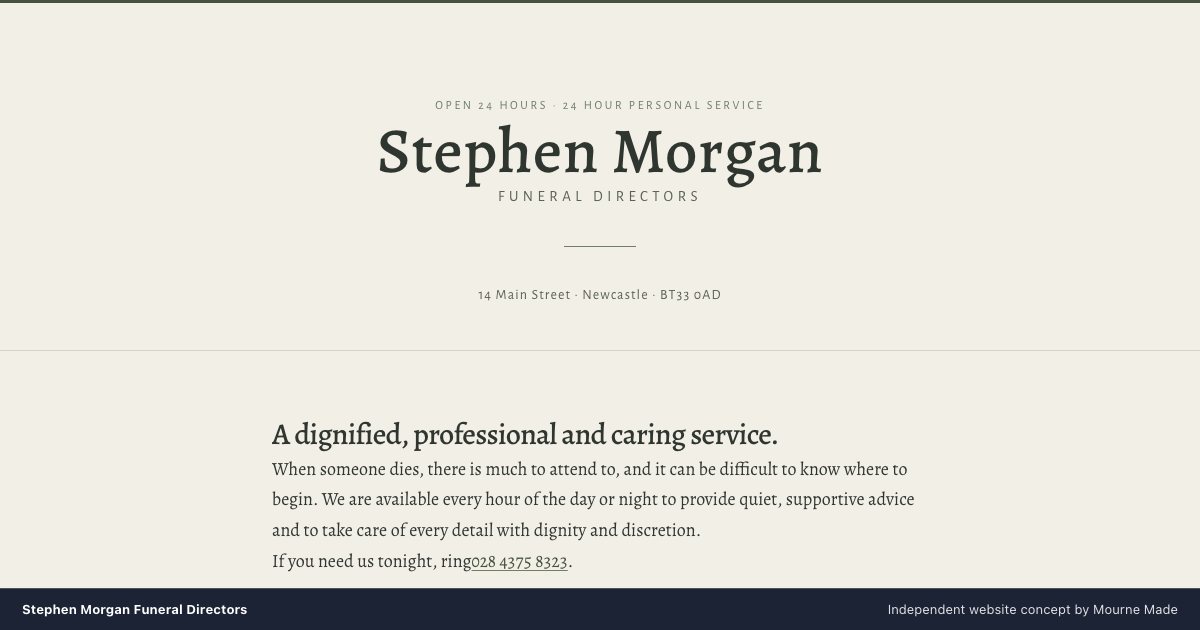 OPEN 24 HOURS · 24 HOUR PERSONAL SERVICE
Stephen Morgan
FUNERAL DIRECTORS
14 Main Street · Newcastle · BT33 0AD
A dignified, professional and caring service.
When someone dies, there is much to attend to, and it can be difficult to know where to
begin. We are available every hour of the day or night to provide quiet, supportive advice
and to take care of every detail with dignity and discretion.
If you need us tonight, ring028 4375 8323.
Stephen Morgan Funeral Directors
Independent website concept by Mourne Made